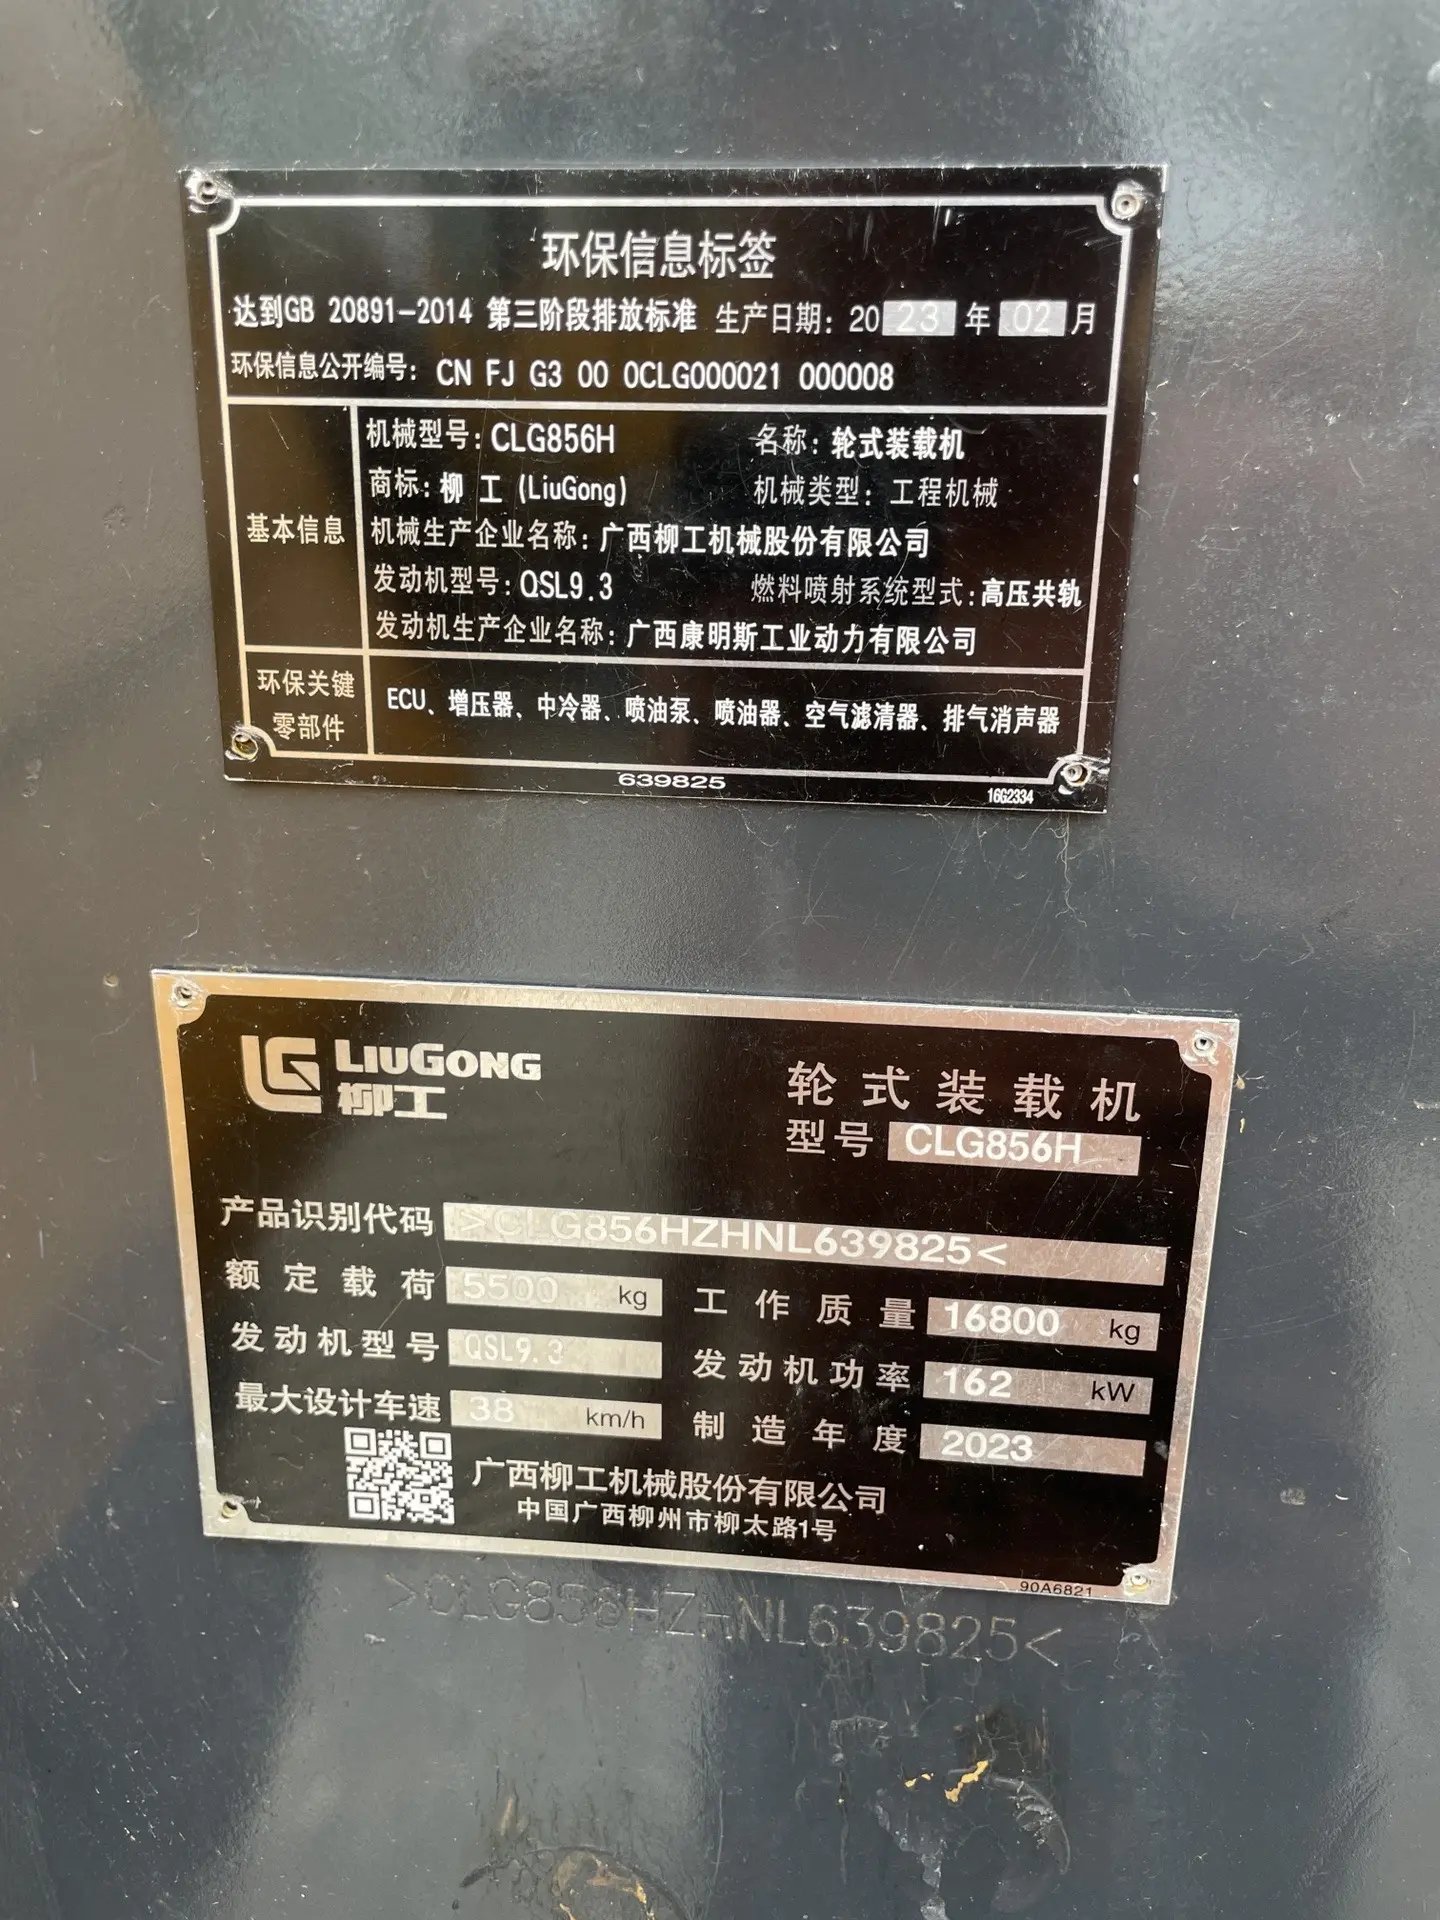 环保信息标签
达到GB 20891-2014 第三阶段排放标准 生产日期: 2023年02月
环保信息公开编号: CN FJ G3 00 0CLG000021 000008
基本信息
机械型号: CLG856H 名称: 轮式装载机
商标: 柳 工 (LiuGong) 机械类型: 工程机械
机械生产企业名称: 广西柳工机械股份有限公司
发动机型号: QSL9.3 燃料喷射系统型式: 高压共轨
发动机生产企业名称: 广西康明斯工业动力有限公司
环保关键
零部件
ECU、增压器、中冷器、喷油泵、喷油器、空气滤清器、排气消声器
639825
16G2334
LG LIUGONG
柳工
轮式装载机
型号 CLG856H
产品识别代码 >CLG856HZHNL639825<
额定载荷 5500 kg 工作质量 16800 kg
发动机型号 QSL9.3 发动机功率 162 kW
最大设计车速 38 km/h 制造年度 2023
广西柳工机械股份有限公司
中国广西柳州市柳太路1号
90A6821
>CLG856HZHNL639825<